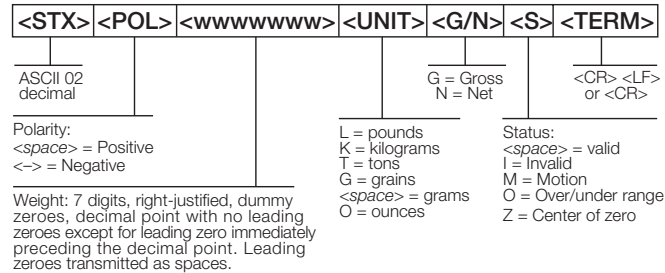 <STX> <POL> <wwwwwww> <UNIT> <G/N> <S> <TERM>
ASCII 02
decimal
G = Gross
N = Net
<CR> <LF>
or <CR>
Polarity:
<space> = Positive
<–> = Negative
L = pounds
K = kilograms
T = tons
G = grains
<space> = grams
O = ounces
Status:
<space> = valid
I = Invalid
M = Motion
O = Over/under range
Z = Center of zero
Weight: 7 digits, right-justified, dummy
zeroes, decimal point with no leading
zeroes except for leading zero immediately
preceding the decimal point. Leading
zeroes transmitted as spaces.